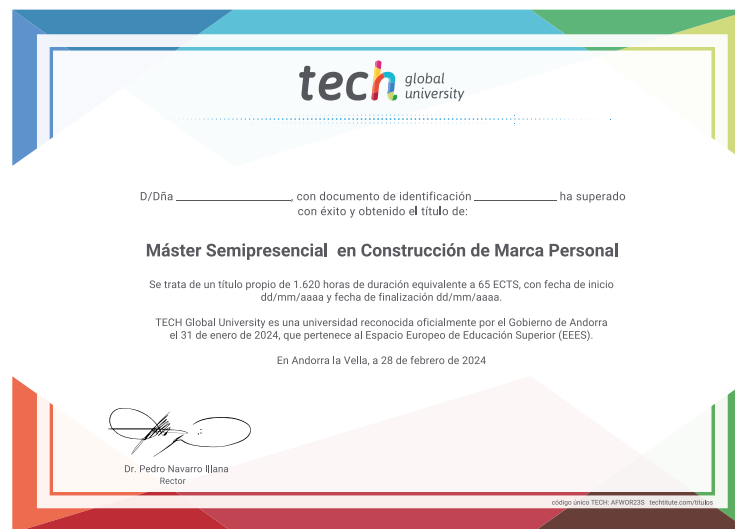 tech global
university
D/Dña ____________________, con documento de identificación ______________ ha superado
con éxito y obtenido el título de:
Máster Semipresencial en Construcción de Marca Personal
Se trata de un título propio de 1.620 horas de duración equivalente a 65 ECTS, con fecha de inicio
dd/mm/aaaa y fecha de finalización dd/mm/aaaa.
TECH Global University es una universidad reconocida oficialmente por el Gobierno de Andorra
el 31 de enero de 2024, que pertenece al Espacio Europeo de Educación Superior (EEES).
En Andorra la Vella, a 28 de febrero de 2024
Dr. Pedro Navarro Illana
Rector
código único TECH: AFWOR23S techtitute.com/titulos